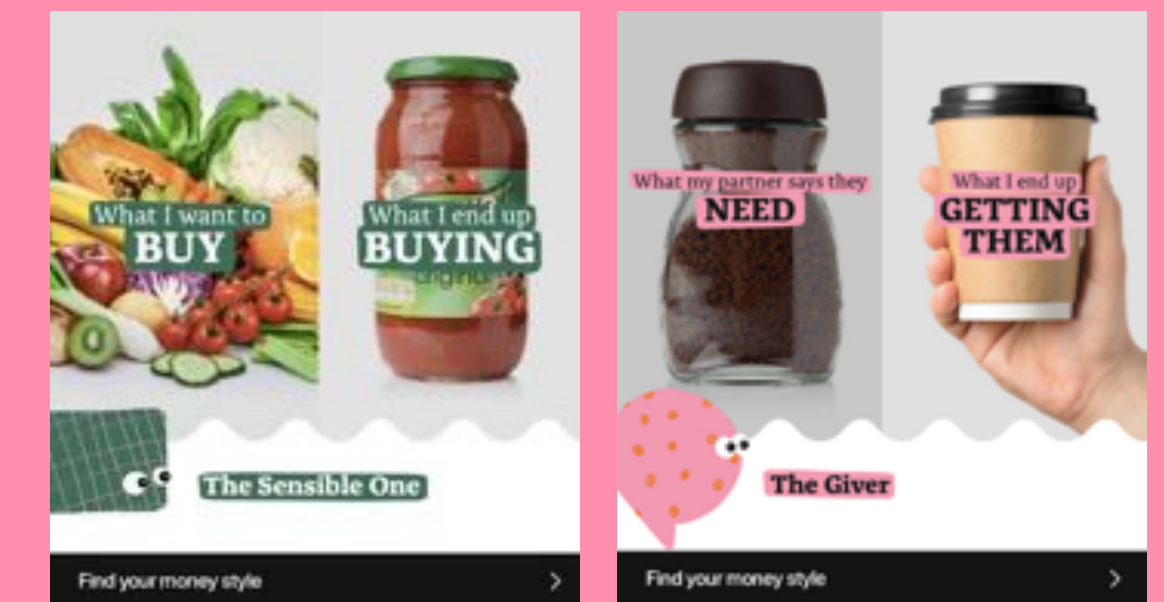 What I want to
BUY
What I end up
BUYING
original
The Sensible One
Find your money style
What my partner says they
NEED
What I end up
GETTING
THEM
The Giver
Find your money style